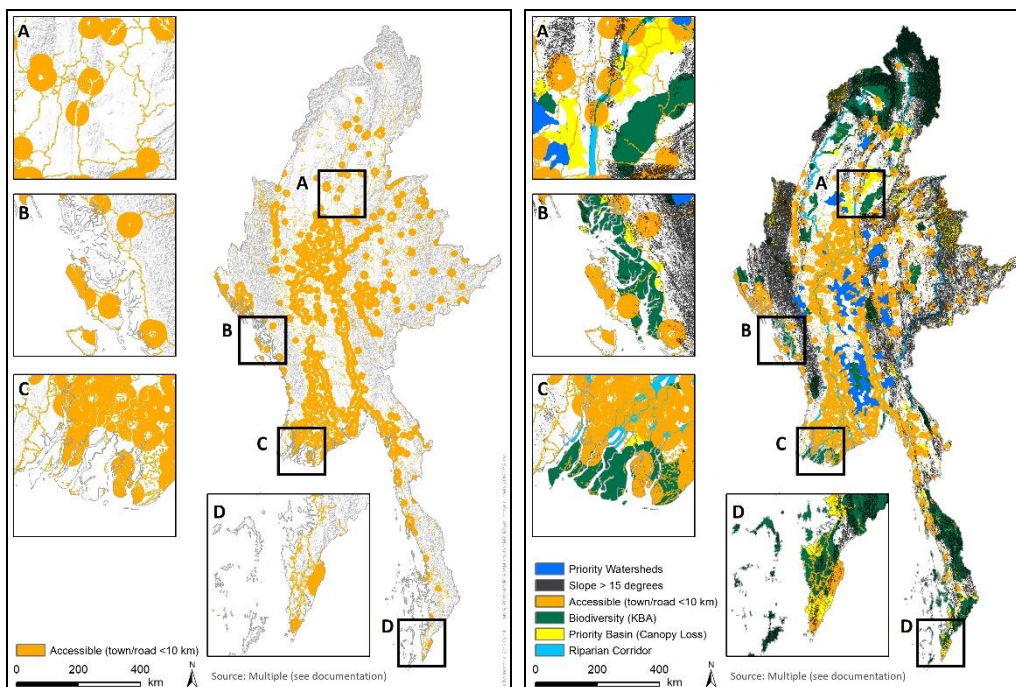 A
A
B
B
C
C
D
D
Accessible (town/road <10 km)
0 200 400
km
N
Source: Multiple (see documentation)
A
A
B
B
C
C
D
D
Priority Watersheds
Slope > 15 degrees
Accessible (town/road <10 km)
Biodiversity (KBA)
Priority Basin (Canopy Loss)
Riparian Corridor
0 200 400
km
N
Source: Multiple (see documentation)